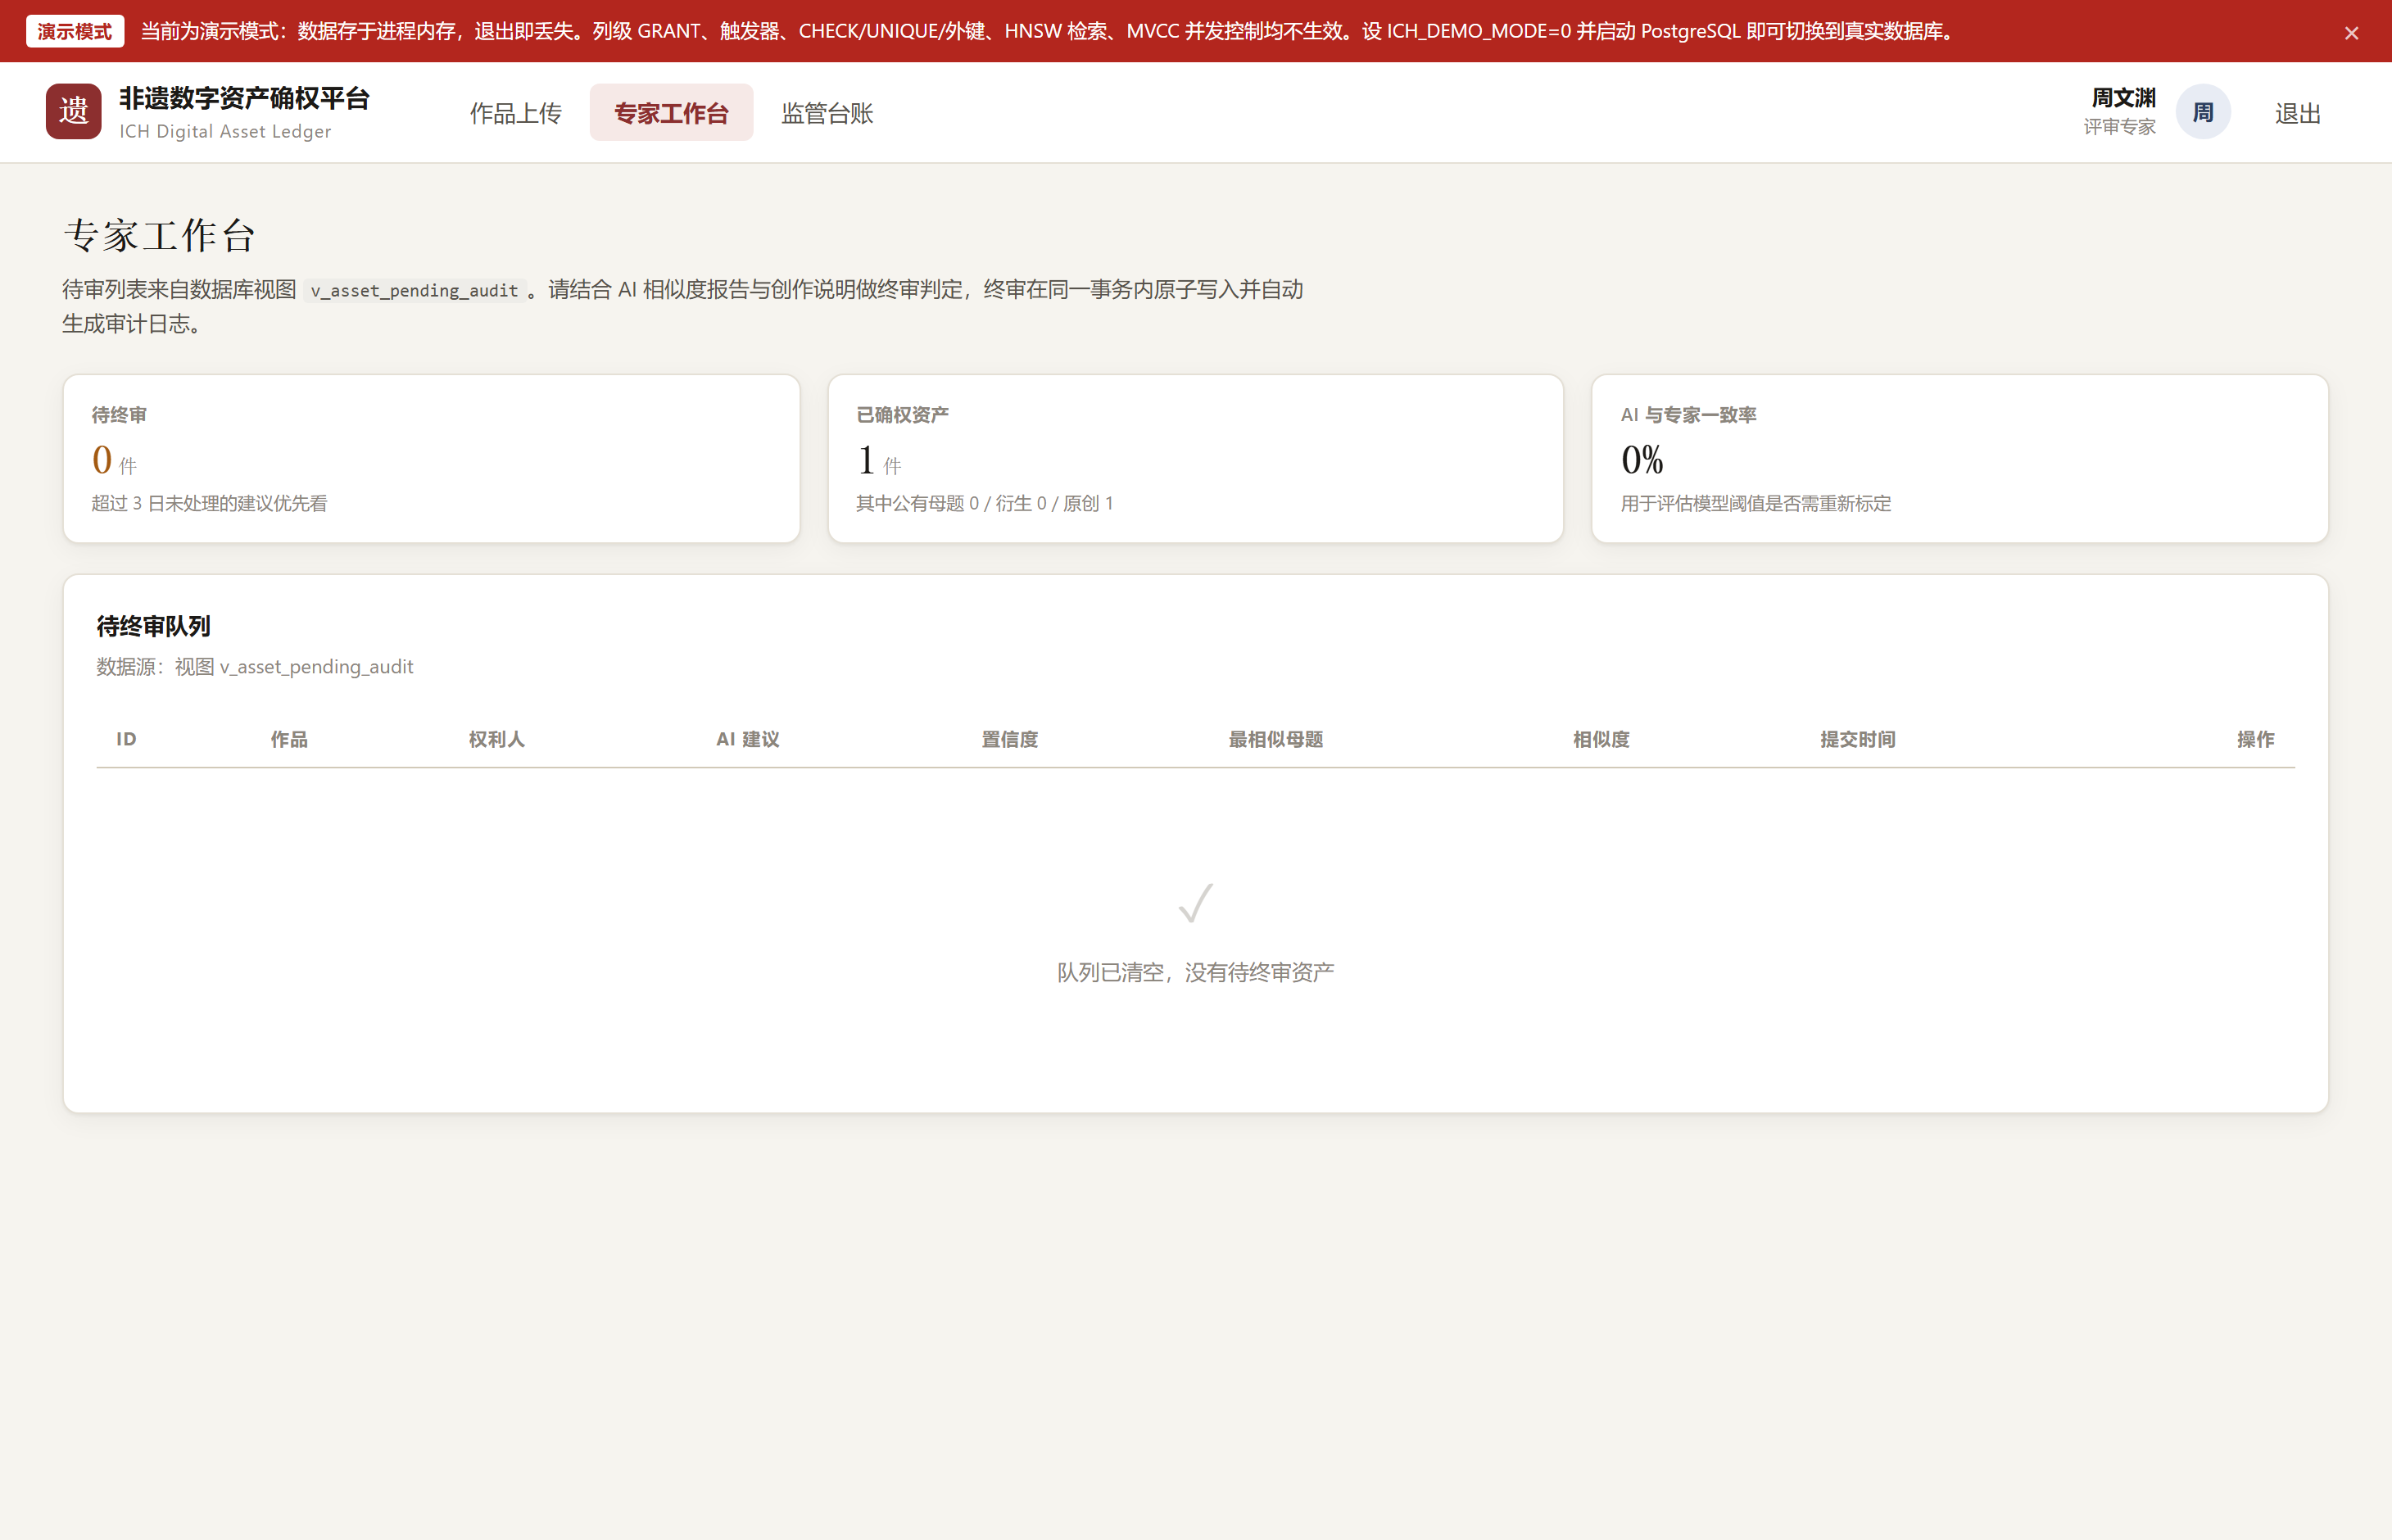 演示模式 当前为演示模式：数据存于进程内存，退出即丢失。列级 GRANT、触发器、CHECK/UNIQUE/外键、HNSW 检索、MVCC 并发控制均不生效。设 ICH_DEMO_MODE=0 并启动 PostgreSQL 即可切换到真实数据库。 ×
遗
非遗数字资产确权平台
ICH Digital Asset Ledger
作品上传 专家工作台 监管台账
周文渊
评审专家
周
退出
专家工作台
待审列表来自数据库视图 v_asset_pending_audit 。请结合 AI 相似度报告与创作说明做终审判定，终审在同一事务内原子写入并自动
生成审计日志。
待终审
0 件
超过 3 日未处理的建议优先看
已确权资产
1 件
其中公有母题 0 / 衍生 0 / 原创 1
AI 与专家一致率
0%
用于评估模型阈值是否需重新标定
待终审队列
数据源：视图 v_asset_pending_audit
ID 作品 权利人 AI 建议 置信度 最相似母题 相似度 提交时间 操作
✓
队列已清空，没有待终审资产